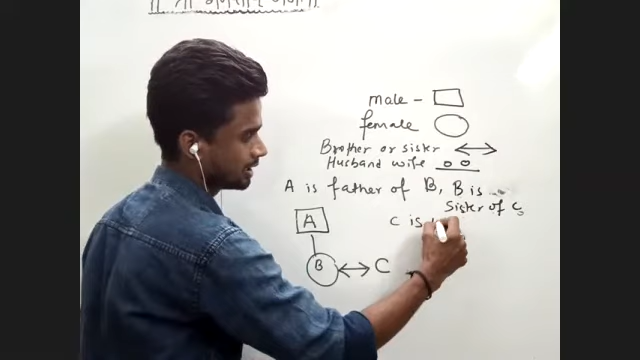 male -
female
Brother or sister
Husband wife
A is father of B, B is
Sister of C
C is
A
B
C